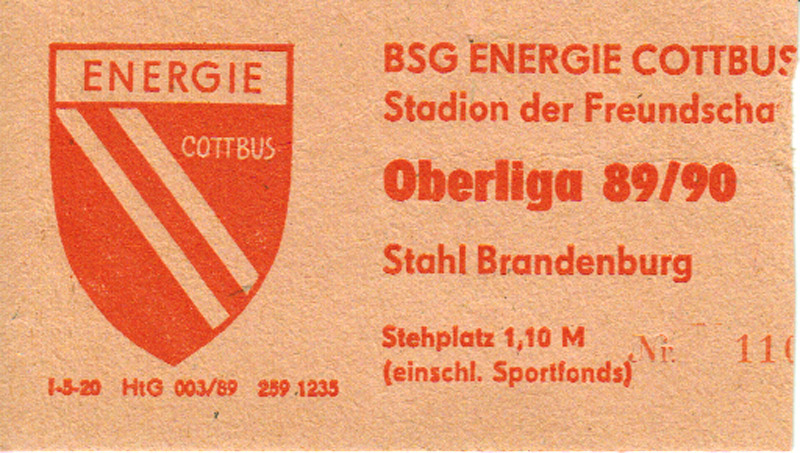 ENERGIE
COTTBUS
BSG ENERGIE COTTBUS
Stadion der Freundscha
Oberliga 89/90
Stahl Brandenburg
Stehplatz 1,10 M
(einschl. Sportfonds)
Nr. 110
I-5-20 HtG 003/89 259.1235